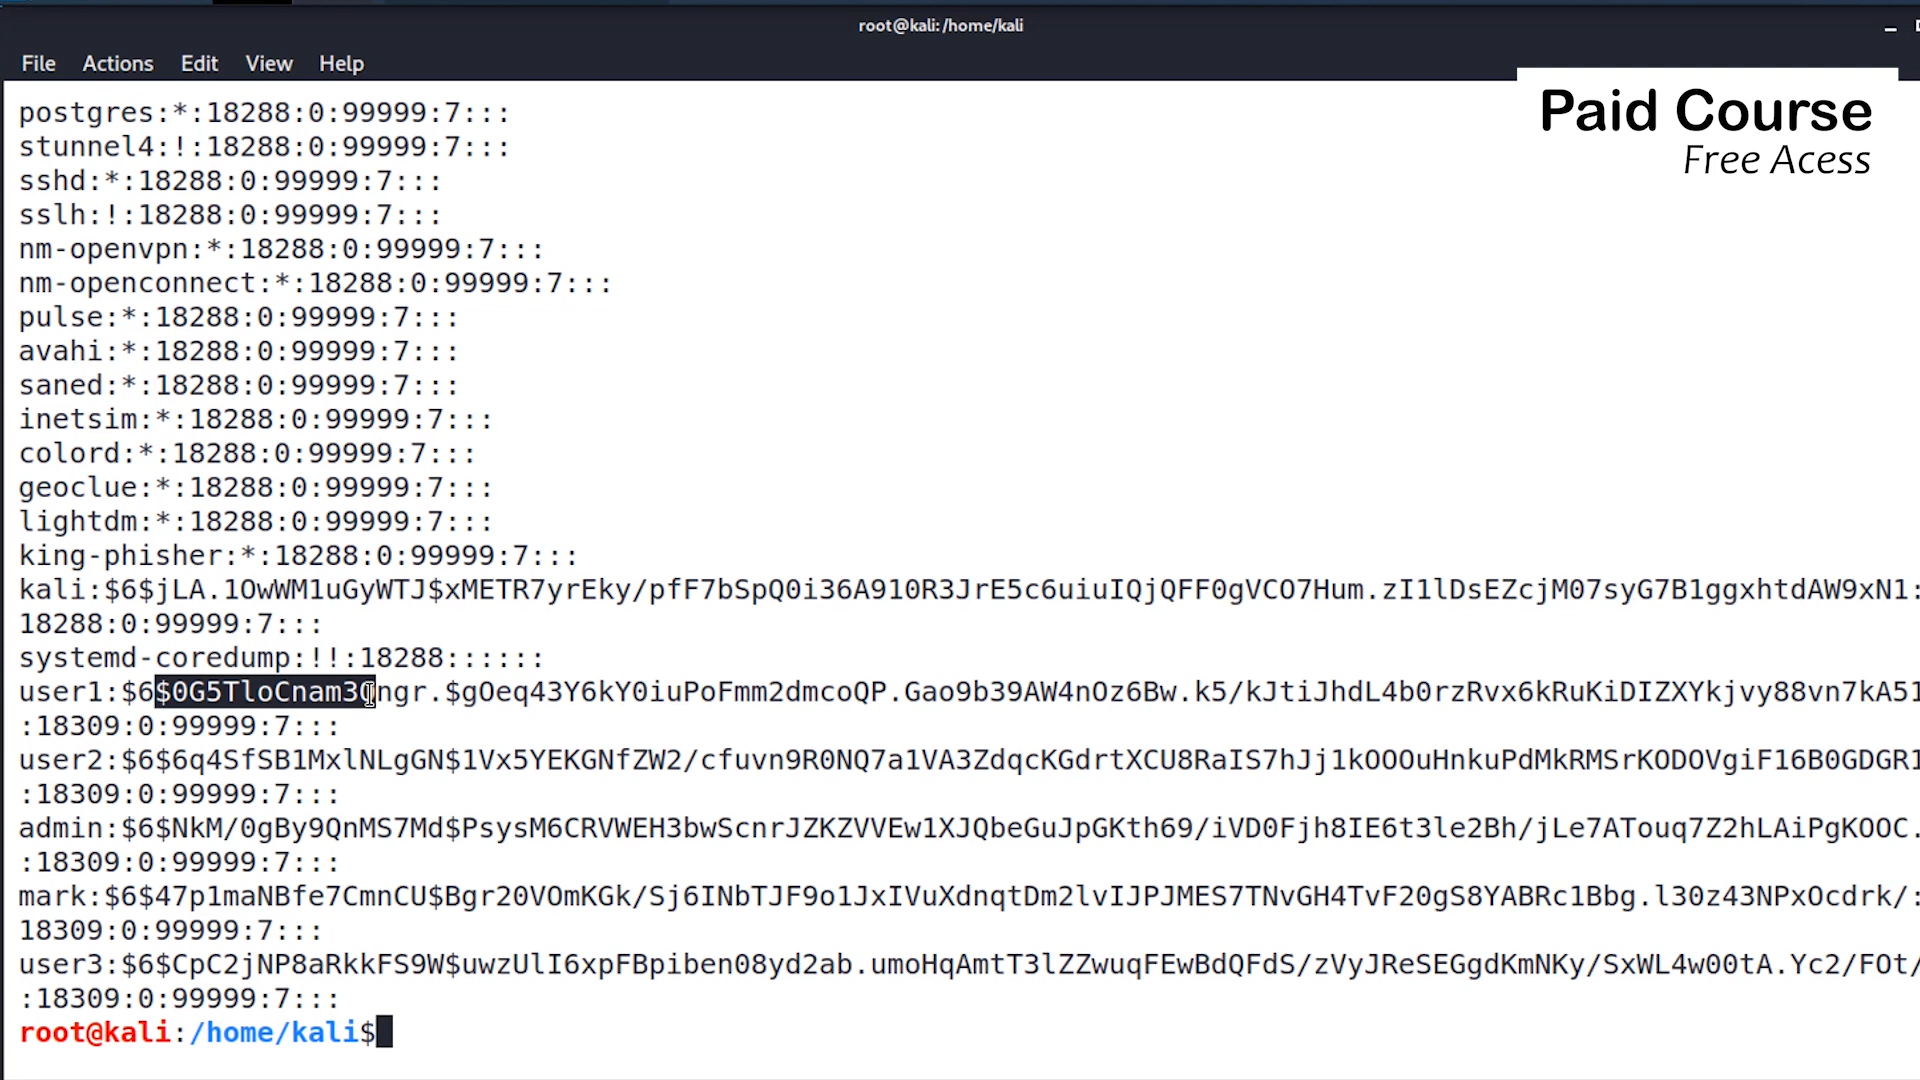 root@kali:/home/kali
File Actions Edit View Help
Paid Course
Free Acess
postgres:*:18288:0:99999:7:::
stunnel4:!:18288:0:99999:7:::
sshd:*:18288:0:99999:7:::
sslh:!:18288:0:99999:7:::
nm-openvpn:*:18288:0:99999:7:::
nm-openconnect:*:18288:0:99999:7:::
pulse:*:18288:0:99999:7:::
avahi:*:18288:0:99999:7:::
saned:*:18288:0:99999:7:::
inetsim:*:18288:0:99999:7:::
colord:*:18288:0:99999:7:::
geoclue:*:18288:0:99999:7:::
lightdm:*:18288:0:99999:7:::
king-phisher:*:18288:0:99999:7:::
kali:$6$jLA.1OwWM1uGyWTJ$xMETR7yrEky/pfF7bSpQ0i36A910R3JrE5c6uiuIQjQFF0gVCO7Hum.zI1lDsEZcjM07syG7B1ggxhtdAW9xN1:
18288:0:99999:7:::
systemd-coredump:!!:18288::::::
user1:$6$0G5TloCnam3Qngr.$gOeq43Y6kY0iuPoFmm2dmcoQP.Gao9b39AW4nOz6Bw.k5/kJtiJhdL4b0rzRvx6kRuKiDIZXYkjvy88vn7kA51
:18309:0:99999:7:::
user2:$6$6q4SfSB1MxlNLgGN$1Vx5YEKGNfZW2/cfuvn9R0NQ7a1VA3ZdqcKGdrtXCU8RaIS7hJj1kOOOuHnkuPdMkRMSrKODOVgiF16B0GDGR1
:18309:0:99999:7:::
admin:$6$NkM/0gBy9QnMS7Md$PsysM6CRVWEH3bwScnrJZKZVVEw1XJQbeGuJpGKth69/iVD0Fjh8IE6t3le2Bh/jLe7ATouq7Z2hLAiPgKOOC.
:18309:0:99999:7:::
mark:$6$47p1maNBfe7CmnCU$Bgr20VOmKGk/Sj6INbTJF9o1JxIVuXdnqtDm2lvIJPJMES7TNvGH4TvF20gS8YABRc1Bbg.l30z43NPxOcdrk/:
18309:0:99999:7:::
user3:$6$CpC2jNP8aRkkFS9W$uwzUlI6xpFBpiben08yd2ab.umoHqAmtT3lZZwuqFEwBdQFdS/zVyJReSEGgdKmNKy/SxWL4w00tA.Yc2/FOt/
:18309:0:99999:7:::
root@kali:/home/kali$